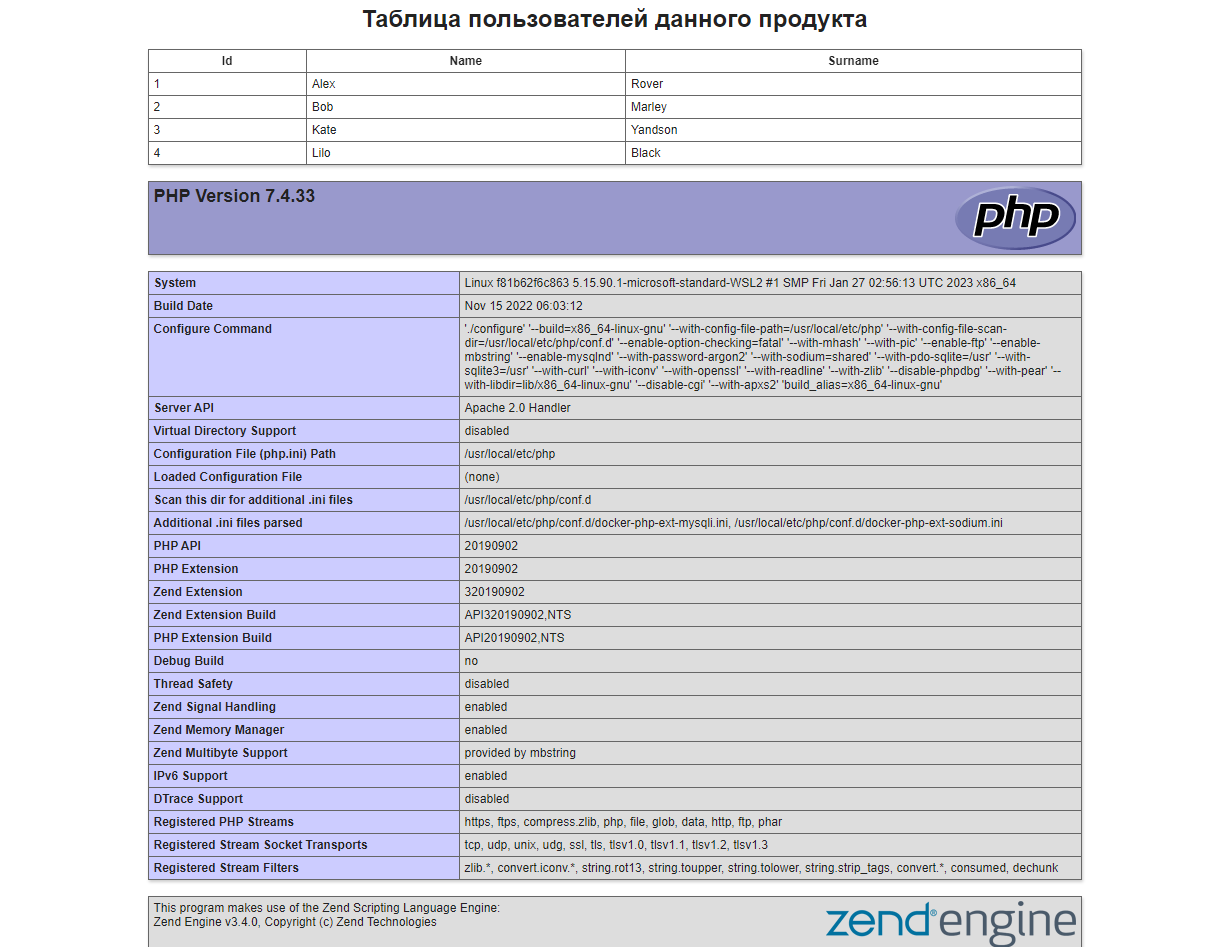 Таблица пользователей данного продукта
Id Name Surname
1 Alex Rover
2 Bob Marley
3 Kate Yandson
4 Lilo Black
PHP Version 7.4.33
php
System Linux f81b62f6c863 5.15.90.1-microsoft-standard-WSL2 #1 SMP Fri Jan 27 02:56:13 UTC 2023 x86_64
Build Date Nov 15 2022 06:03:12
Configure Command './configure' '--build=x86_64-linux-gnu' '--with-config-file-path=/usr/local/etc/php' '--with-config-file-scan-
dir=/usr/local/etc/php/conf.d' '--enable-option-checking=fatal' '--with-mhash' '--with-pic' '--enable-ftp' '--enable-
mbstring' '--enable-mysqlnd' '--with-password-argon2' '--with-sodium=shared' '--with-pdo-sqlite=/usr' '--with-
sqlite3=/usr' '--with-curl' '--with-iconv' '--with-openssl' '--with-readline' '--with-zlib' '--disable-phpdbg' '--with-pear' '--
with-libdir=lib/x86_64-linux-gnu' '--disable-cgi' '--with-apxs2' 'build_alias=x86_64-linux-gnu'
Server API Apache 2.0 Handler
Virtual Directory Support disabled
Configuration File (php.ini) Path /usr/local/etc/php
Loaded Configuration File (none)
Scan this dir for additional .ini files /usr/local/etc/php/conf.d
Additional .ini files parsed /usr/local/etc/php/conf.d/docker-php-ext-mysqli.ini, /usr/local/etc/php/conf.d/docker-php-ext-sodium.ini
PHP API 20190902
PHP Extension 20190902
Zend Extension 320190902
Zend Extension Build API320190902,NTS
PHP Extension Build API20190902,NTS
Debug Build no
Thread Safety disabled
Zend Signal Handling enabled
Zend Memory Manager enabled
Zend Multibyte Support provided by mbstring
IPv6 Support enabled
DTrace Support disabled
Registered PHP Streams https, ftps, compress.zlib, php, file, glob, data, http, ftp, phar
Registered Stream Socket Transports tcp, udp, unix, udg, ssl, tls, tlsv1.0, tlsv1.1, tlsv1.2, tlsv1.3
Registered Stream Filters zlib.*, convert.iconv.*, string.rot13, string.toupper, string.tolower, string.strip_tags, convert.*, consumed, dechunk
This program makes use of the Zend Scripting Language Engine:
Zend Engine v3.4.0, Copyright (c) Zend Technologies
zend® engine